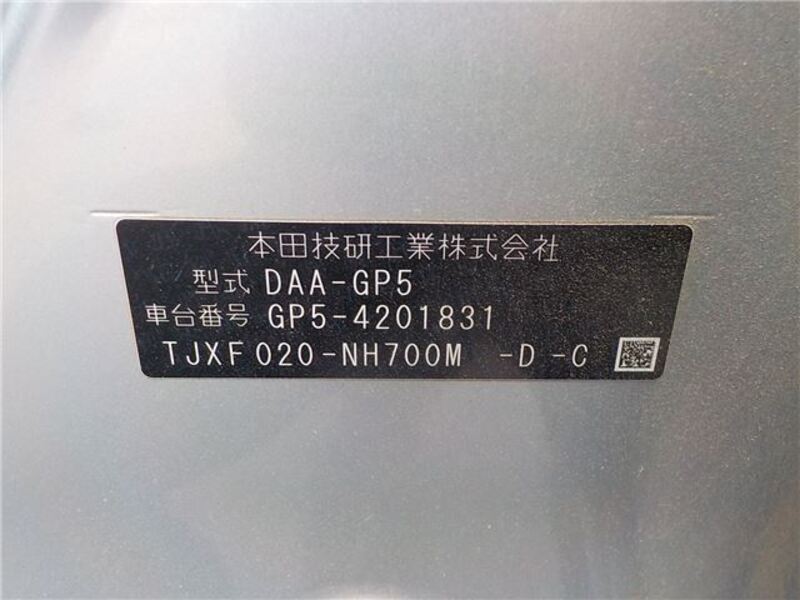 本田技研工業株式会社
型式 DAA-GP5
車台番号 GP5-4201831
TJXF020-NH700M -D-C